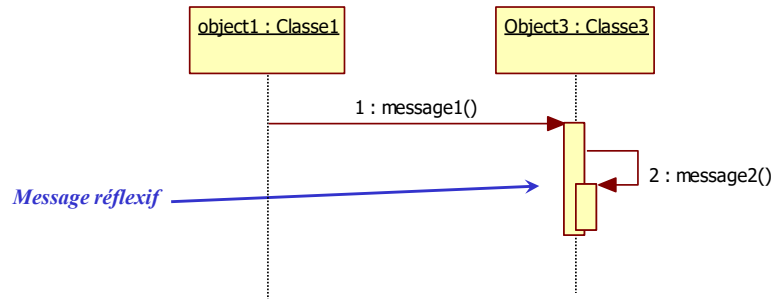 object1 : Classe1
Object3 : Classe3
1 : message1()
2 : message2()
Message réflexif